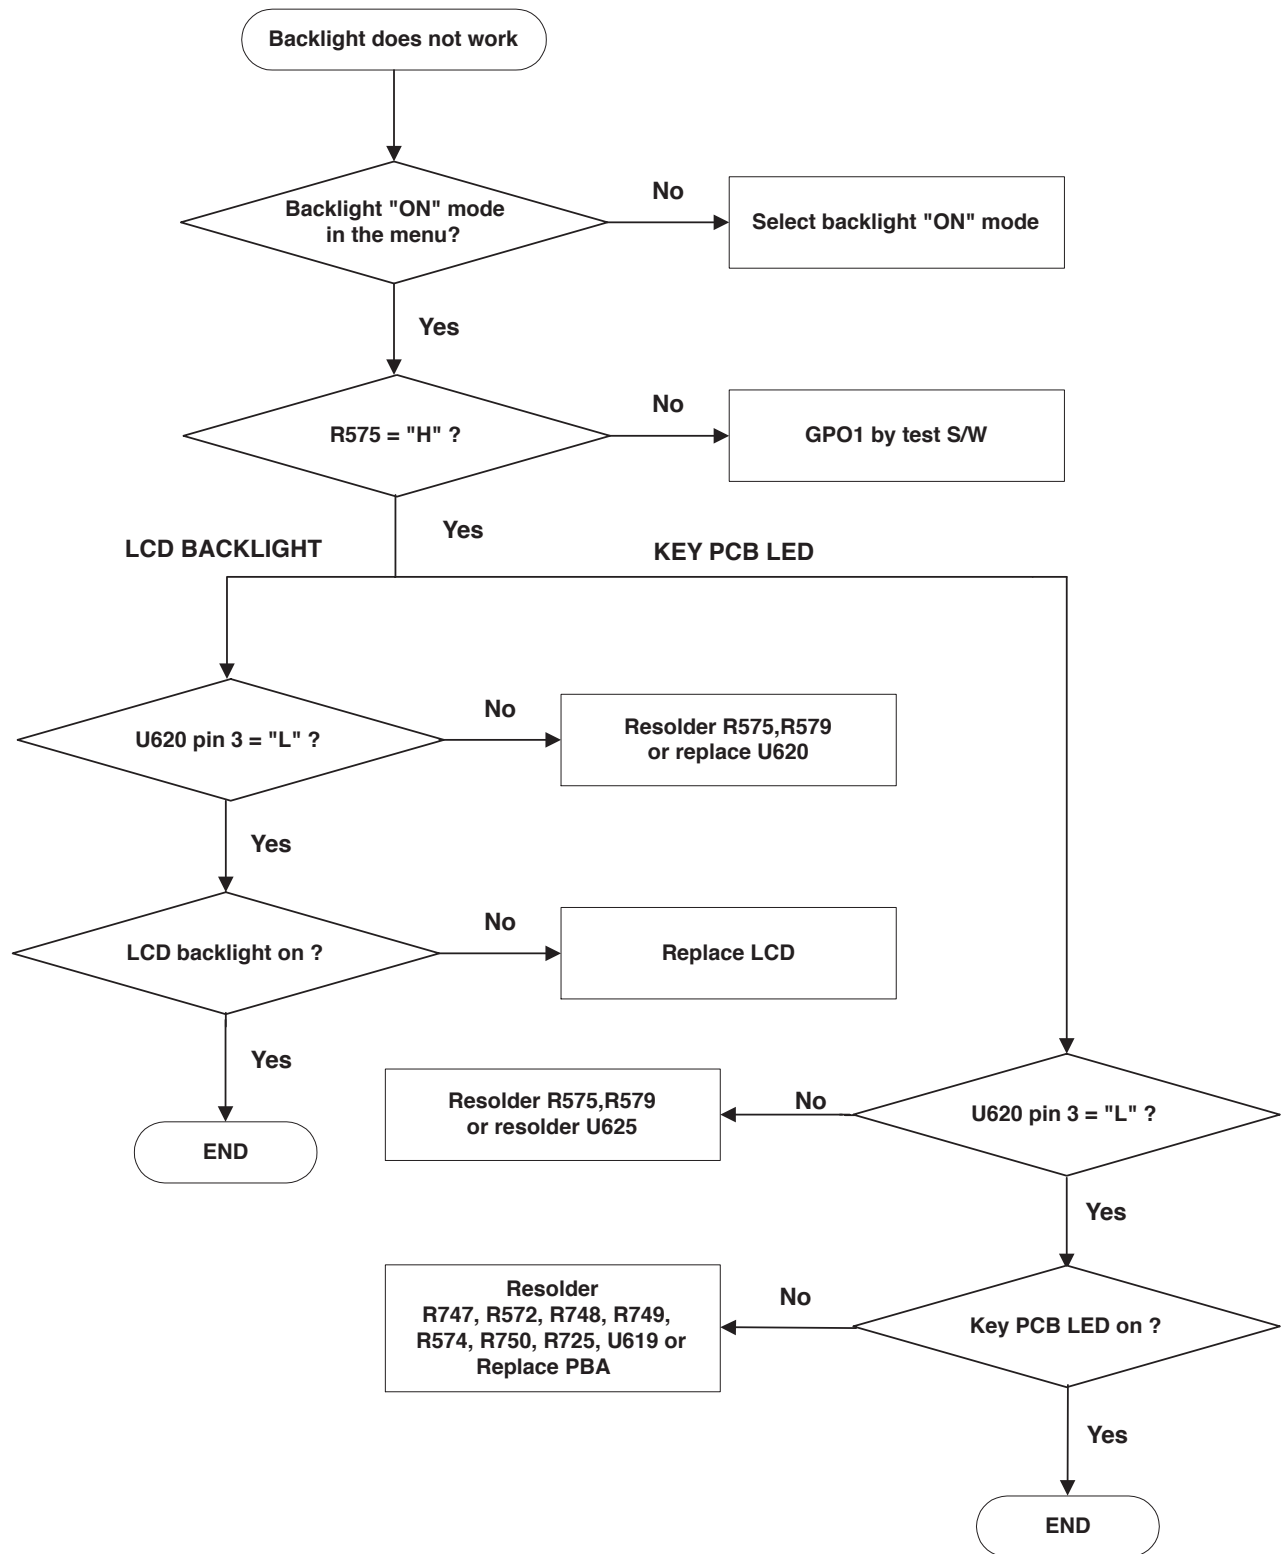 Backlight does not work
Backlight "ON" mode
in the menu?
No
Select backlight "ON" mode
Yes
R575 = "H" ?
No
GPO1 by test S/W
Yes
LCD BACKLIGHT
KEY PCB LED
U620 pin 3 = "L" ?
No
Resolder R575,R579
or replace U620
Yes
LCD backlight on ?
No
Replace LCD
Yes
END
U620 pin 3 = "L" ?
No
Resolder R575,R579
or resolder U625
Yes
Key PCB LED on ?
No
Resolder
R747, R572, R748, R749,
R574, R750, R725, U619 or
Replace PBA
Yes
END